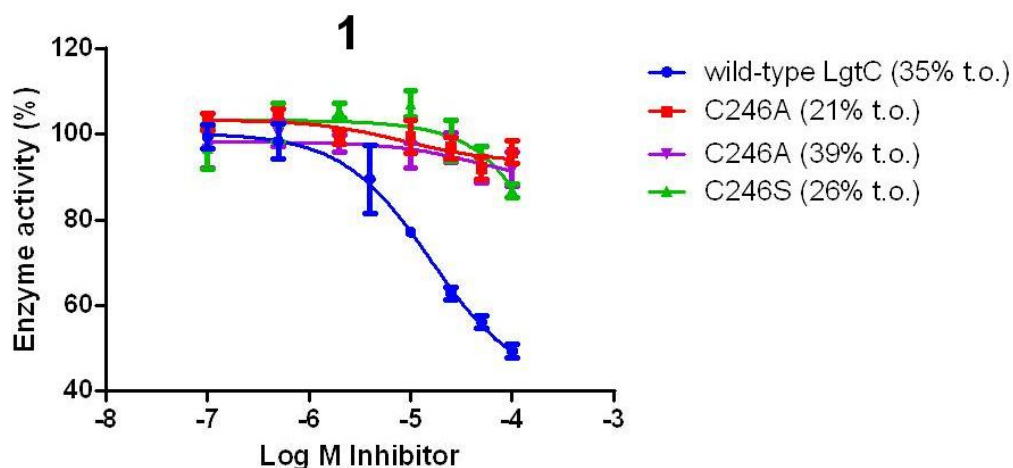 1
120
100
80
60
40
Enzyme activity (%)
-8
-7
-6
-5
-4
-3
Log M Inhibitor
wild-type LgtC (35% t.o.)
C246A (21% t.o.)
C246A (39% t.o.)
C246S (26% t.o.)